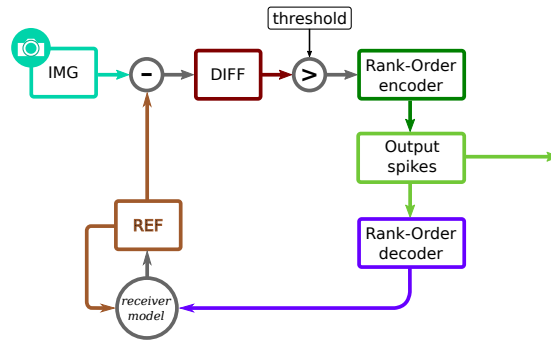 threshold
IMG
-
DIFF
>
Rank-Order
encoder
Output
spikes
REF
Rank-Order
decoder
receiver
model